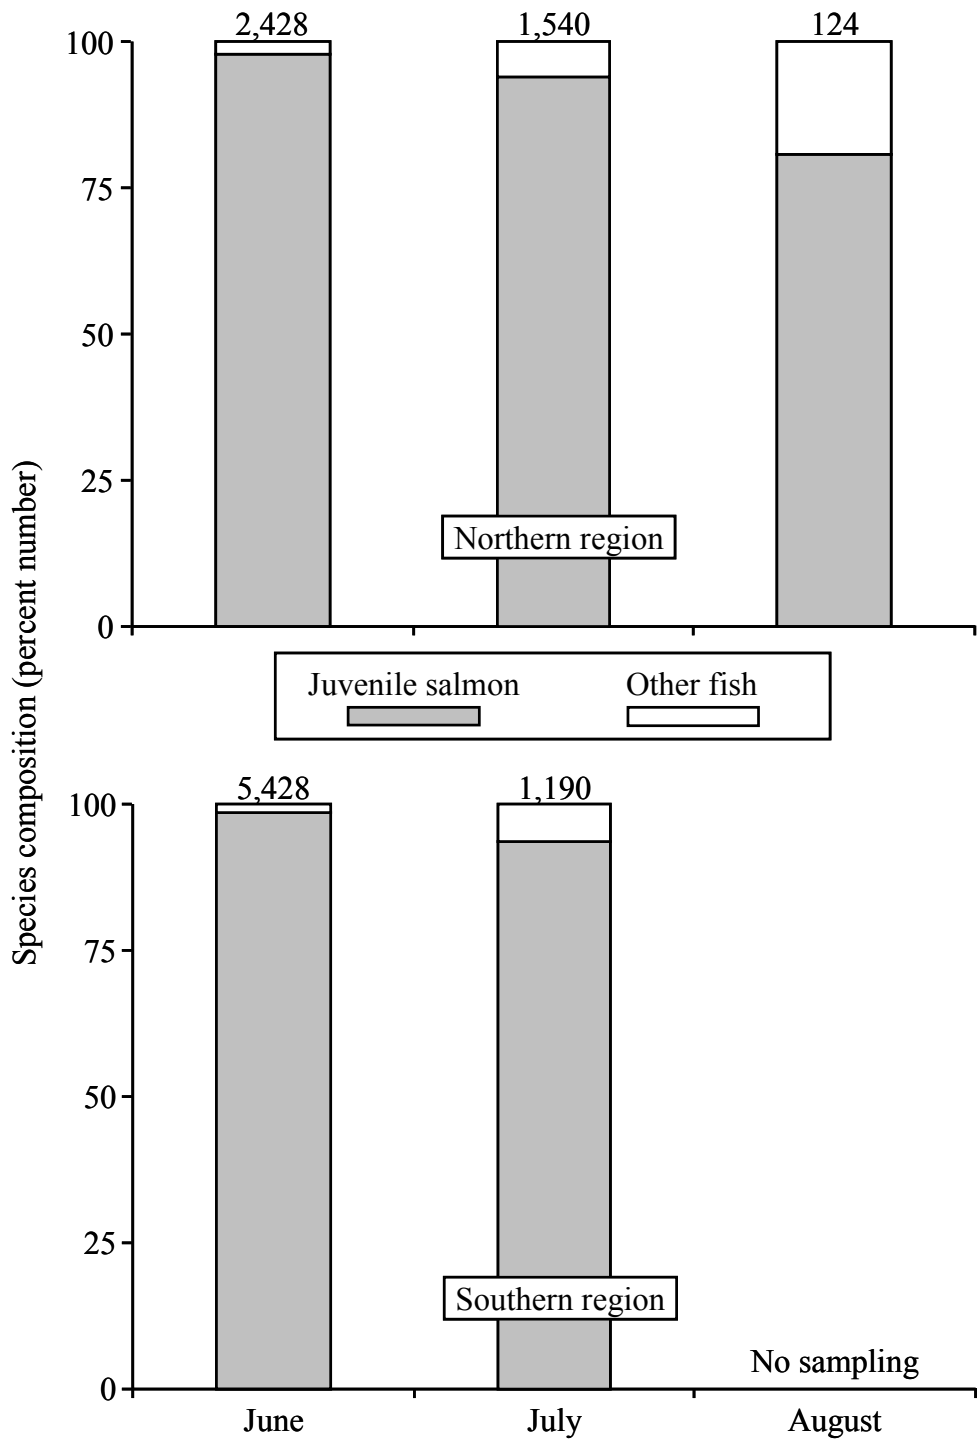 2,428 1,540 124
100
75
50
25
0
Northern region
Juvenile salmon Other fish
Species composition (percent number)
5,428 1,190
100
75
50
25
0
Southern region
No sampling
June July August